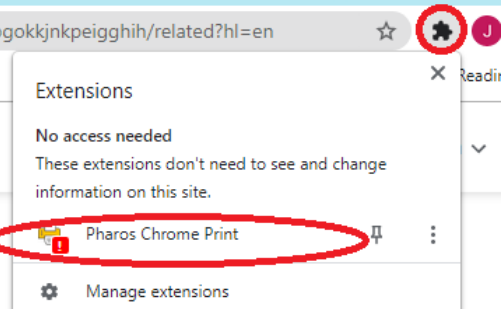 gokkjnkpeigghih/related?hl=en
J
Extensions
Readin
No access needed
These extensions don't need to see and change
information on this site.
Pharos Chrome Print
Manage extensions